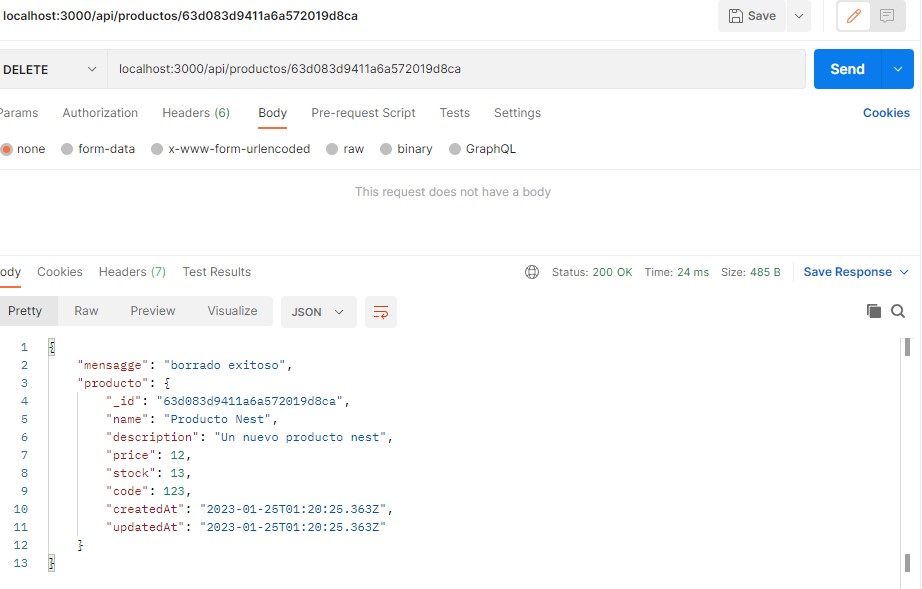 localhost:3000/api/productos/63d083d9411a6a572019d8ca Save
DELETE localhost:3000/api/productos/63d083d9411a6a572019d8ca Send
Params Authorization Headers (6) Body Pre-request Script Tests Settings Cookies
none form-data x-www-form-urlencoded raw binary GraphQL
This request does not have a body
ody Cookies Headers (7) Test Results Status: 200 OK Time: 24 ms Size: 485 B Save Response
Pretty Raw Preview Visualize JSON
1 {
2 "mensagge": "borrado exitoso",
3 "producto": {
4 "_id": "63d083d9411a6a572019d8ca",
5 "name": "Producto Nest",
6 "description": "Un nuevo producto nest",
7 "price": 12,
8 "stock": 13,
9 "code": 123,
10 "createdAt": "2023-01-25T01:20:25.363Z",
11 "updatedAt": "2023-01-25T01:20:25.363Z"
12 }
13 }